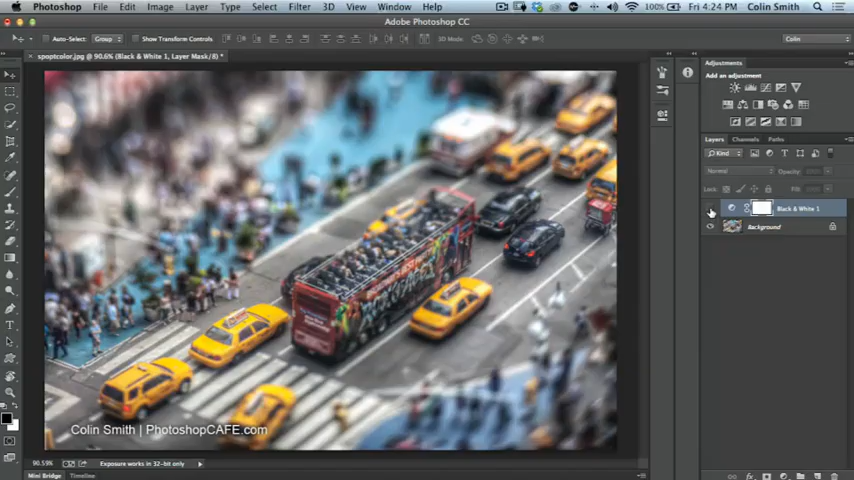 Photoshop File Edit Image Layer Type Select Filter 3D View Window Help 100% Fri 4:24 PM Colin Smith
Adobe Photoshop CC
Auto-Select: Group Show Transform Controls 3D Mode: Colin
spoptcolor.jpg @ 90.6% (Black & White 1, Layer Mask/8) *
Adjustments
Add an adjustment
Layers Channels Paths
Kind
Normal Opacity:
Lock: Fill:
Black & White 1
Background
Colin Smith | PhotoshopCAFE.com
90.59% Exposure works in 32-bit only
Mini Bridge Timeline